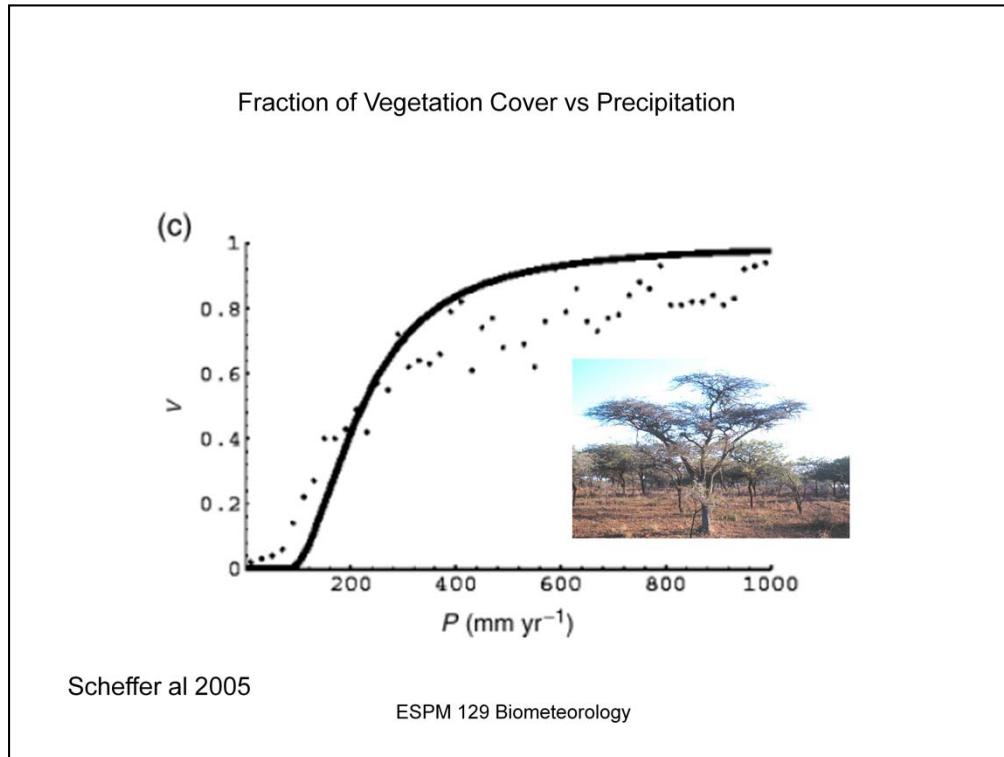 Fraction of Vegetation Cover vs Precipitation
(c)
1
0.8
0.6
0.4
0.2
0
v
200
400
600
800
1000
P (mm yr⁻¹)
Scheffer al 2005
ESPM 129 Biometeorology